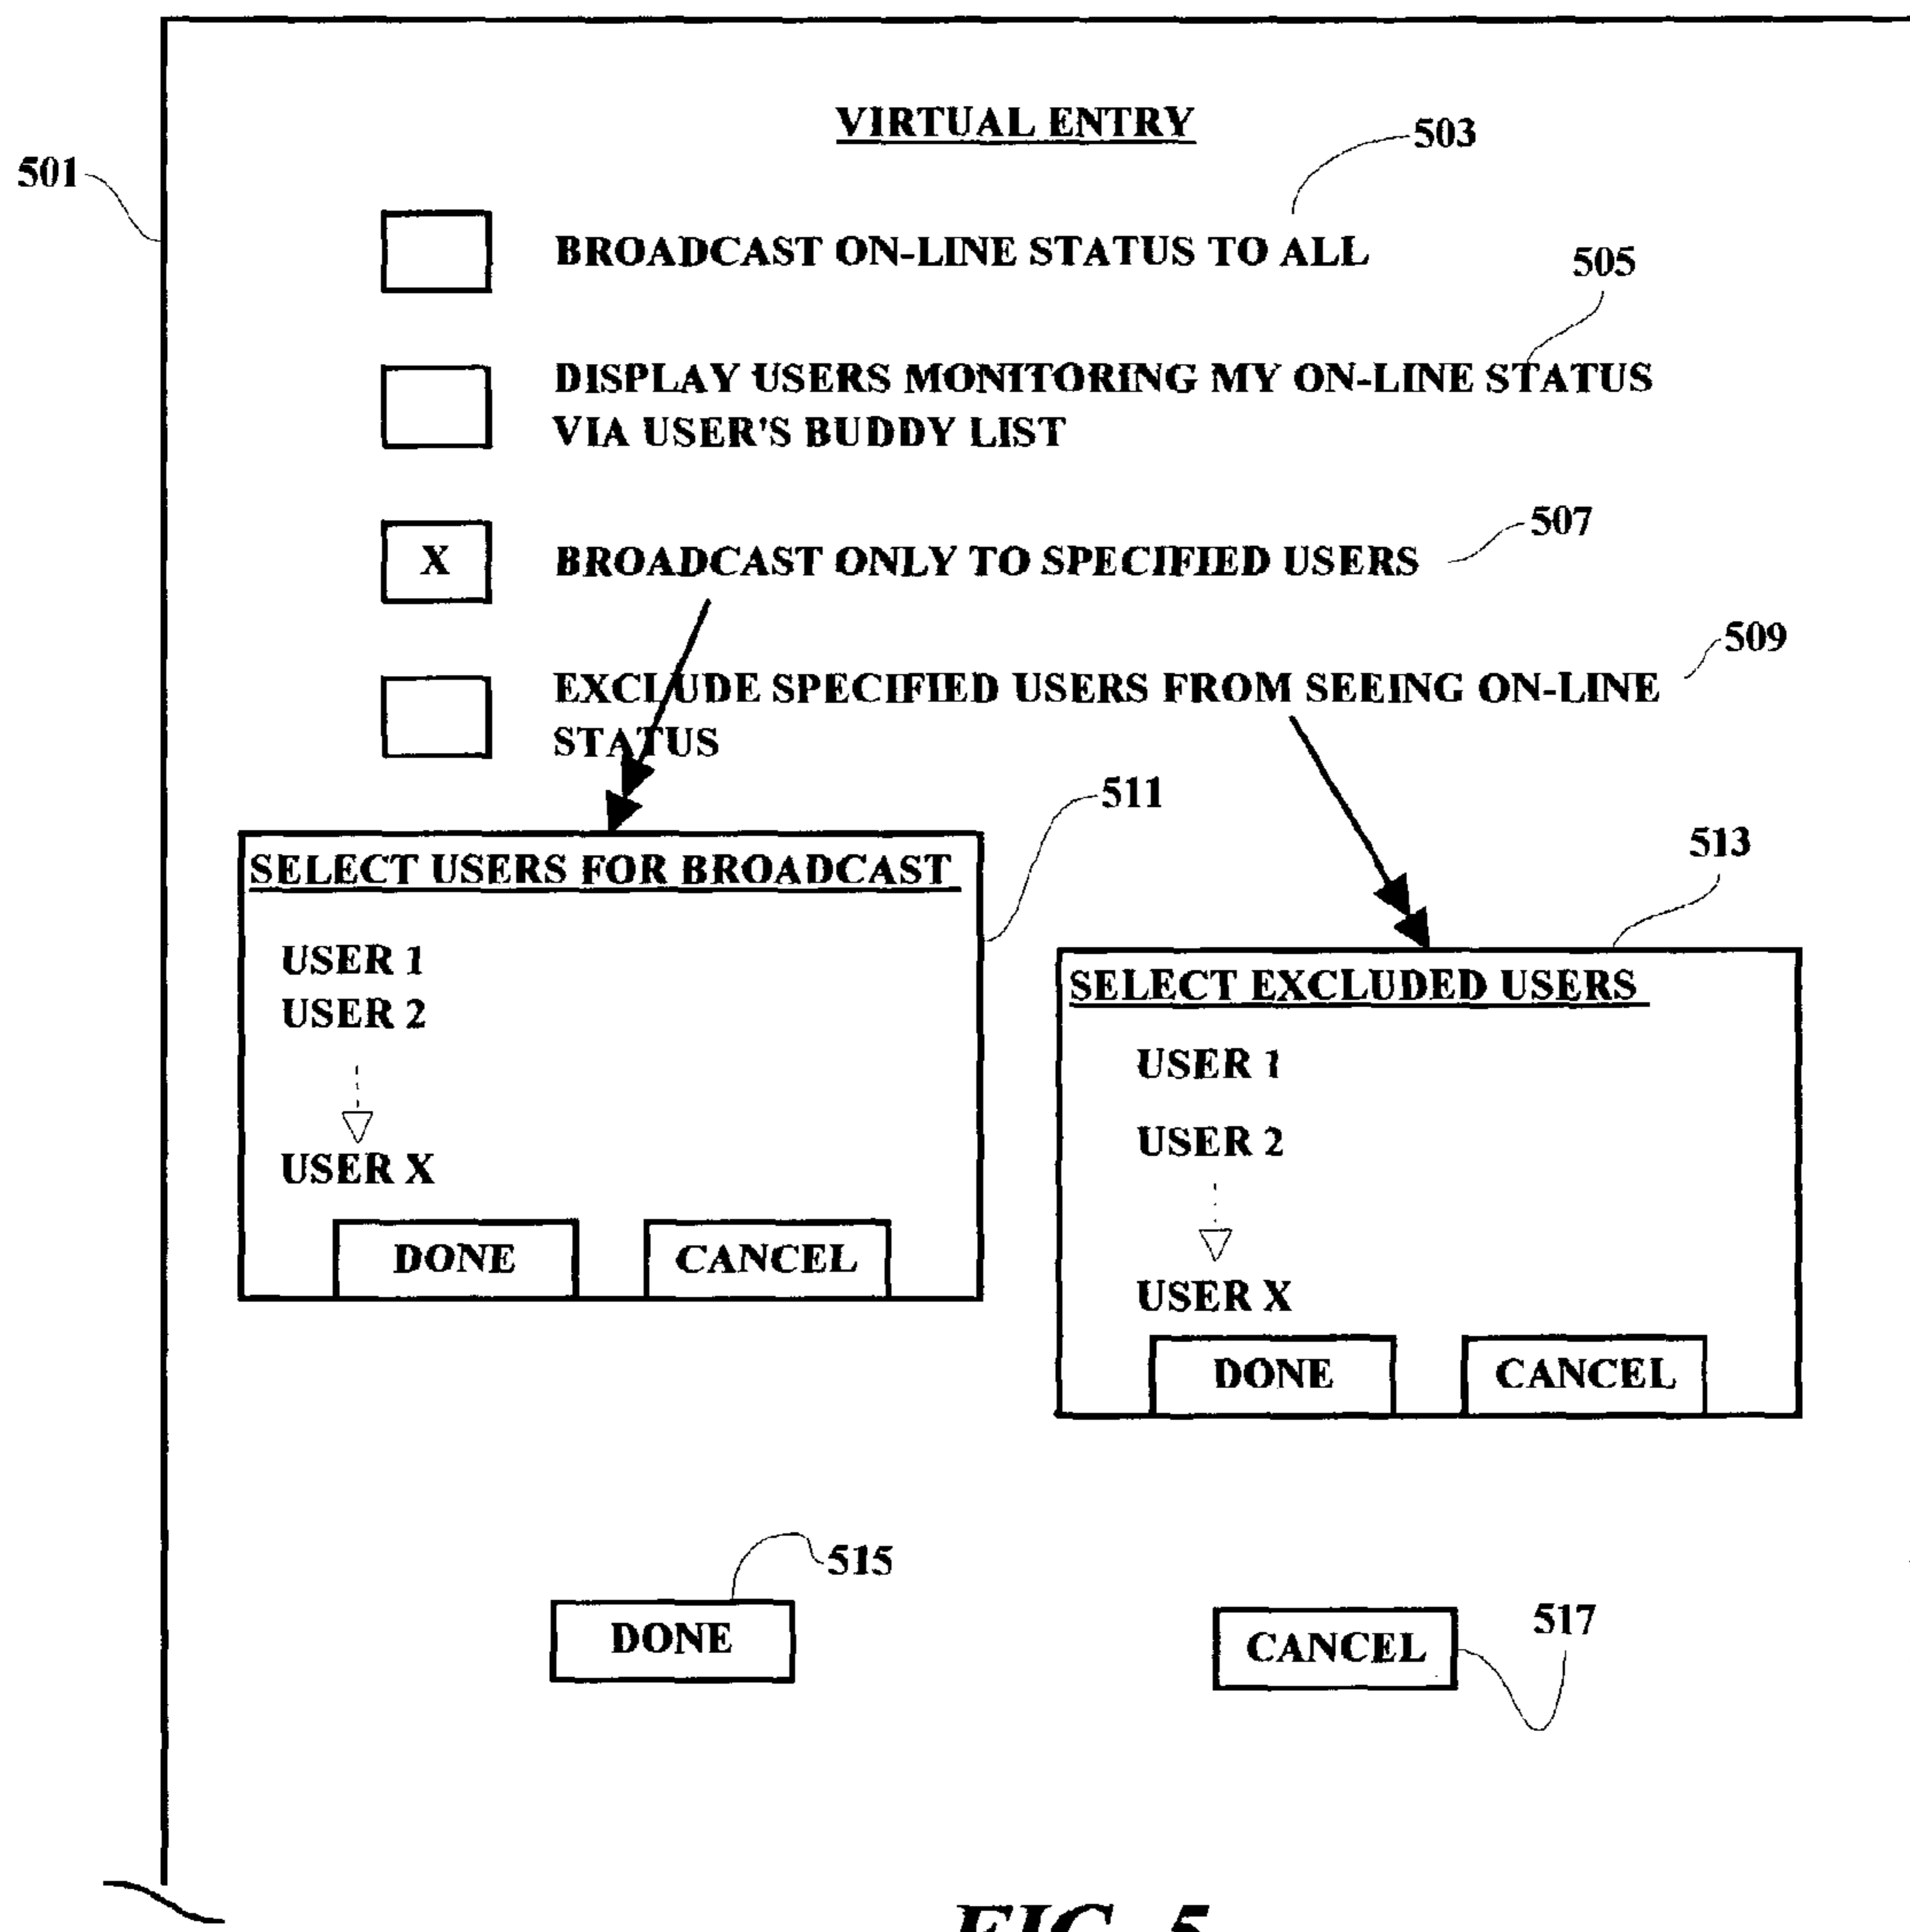 VIRTUAL ENTRY
503
501
BROADCAST ON-LINE STATUS TO ALL
505
DISPLAY USERS MONITORING MY ON-LINE STATUS
VIA USER'S BUDDY LIST
507
X BROADCAST ONLY TO SPECIFIED USERS
509
EXCLUDE SPECIFIED USERS FROM SEEING ON-LINE
STATUS
511
SELECT USERS FOR BROADCAST
USER 1
USER 2
USER X
DONE CANCEL
513
SELECT EXCLUDED USERS
USER 1
USER 2
USER X
DONE CANCEL
515
DONE
517
CANCEL
FIG. 5